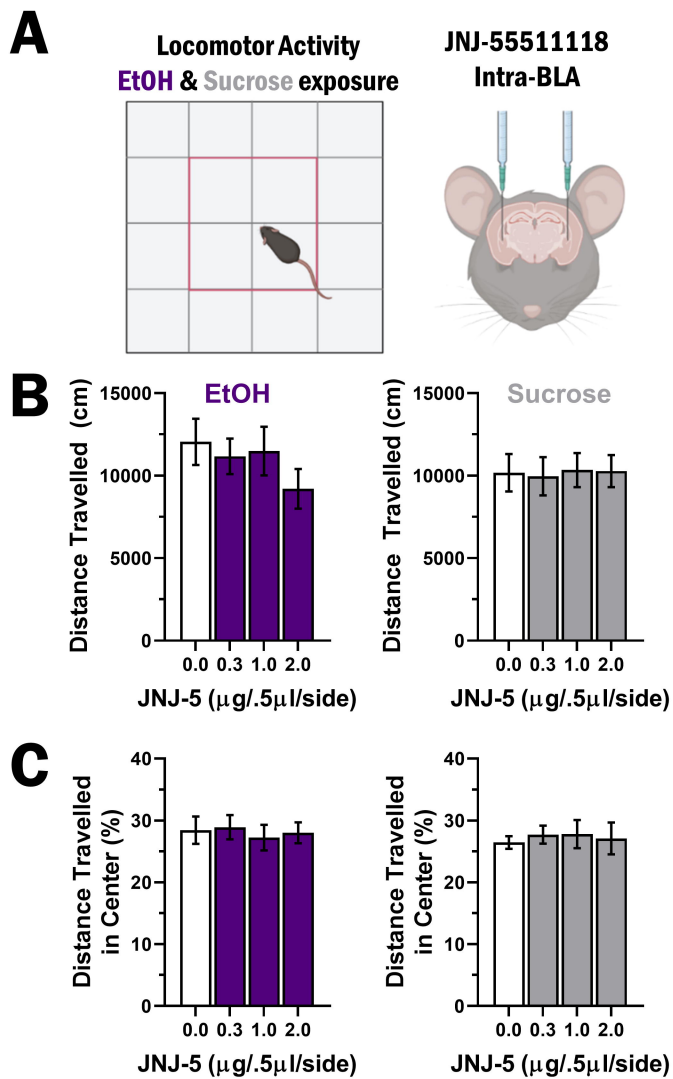 A
Locomotor Activity
EtOH & Sucrose exposure
JNJ-55511118
Intra-BLA
B
EtOH
Distance Travelled (cm)
15000
10000
5000
0
0.0 0.3 1.0 2.0
JNJ-5 (μg/.5μl/side)
Sucrose
Distance Travelled (cm)
15000
10000
5000
0
0.0 0.3 1.0 2.0
JNJ-5 (μg/.5μl/side)
C
Distance Travelled
in Center (%)
40
30
20
10
0
0.0 0.3 1.0 2.0
JNJ-5 (μg/.5μl/side)
Distance Travelled
in Center (%)
40
30
20
10
0
0.0 0.3 1.0 2.0
JNJ-5 (μg/.5μl/side)